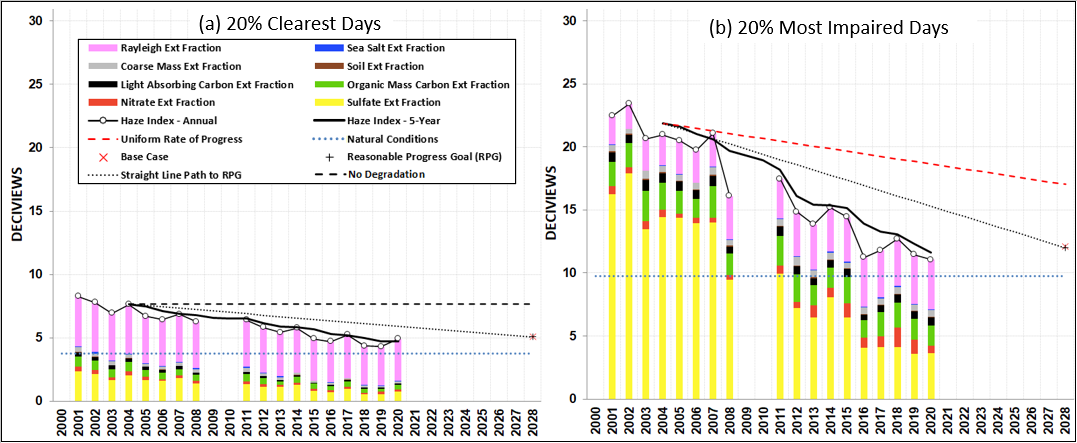 (a) 20% Clearest Days
30
25
20
15
10
5
0
DECIVIEWS
Rayleigh Ext Fraction
Sea Salt Ext Fraction
Coarse Mass Ext Fraction
Soil Ext Fraction
Light Absorbing Carbon Ext Fraction
Organic Mass Carbon Ext Fraction
Nitrate Ext Fraction
Sulfate Ext Fraction
Haze Index - Annual
Haze Index - 5-Year
Uniform Rate of Progress
Natural Conditions
Base Case
Reasonable Progress Goal (RPG)
Straight Line Path to RPG
No Degradation
2000 2001 2002 2003 2004 2005 2006 2007 2008 2009 2010 2011 2012 2013 2014 2015 2016 2017 2018 2019 2020 2021 2022 2023 2024 2025 2026 2027 2028
(b) 20% Most Impaired Days
30
25
20
15
10
5
0
DECIVIEWS
2000 2001 2002 2003 2004 2005 2006 2007 2008 2009 2010 2011 2012 2013 2014 2015 2016 2017 2018 2019 2020 2021 2022 2023 2024 2025 2026 2027 2028